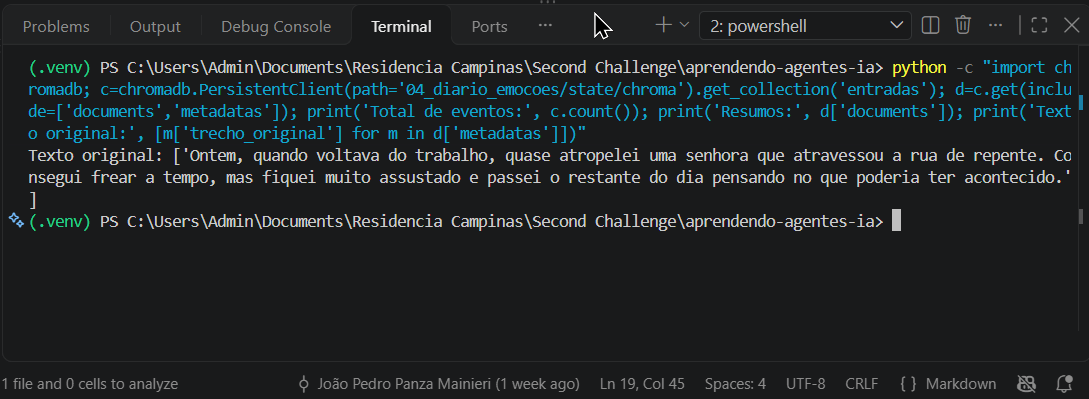 Problems Output Debug Console Terminal Ports ··· 2: powershell ···
(.venv) PS C:\Users\Admin\Documents\Residencia Campinas\Second Challenge\aprendendo-agentes-ia> python -c "import ch
romadb; c=chromadb.PersistentClient(path='04_diario_emocoes/state/chroma').get_collection('entradas'); d=c.get(inclu
de=['documents','metadatas']); print('Total de eventos:', c.count()); print('Resumos:', d['documents']); print('Text
o original:', [m['trecho_original'] for m in d['metadatas']])"
Texto original: ['Ontem, quando voltava do trabalho, quase atropelei uma senhora que atravessou a rua de repente. Co
nsegui frear a tempo, mas fiquei muito assustado e passei o restante do dia pensando no que poderia ter acontecido.'
]
(.venv) PS C:\Users\Admin\Documents\Residencia Campinas\Second Challenge\aprendendo-agentes-ia>
1 file and 0 cells to analyze João Pedro Panza Mainieri (1 week ago) Ln 19, Col 45 Spaces: 4 UTF-8 CRLF { } Markdown